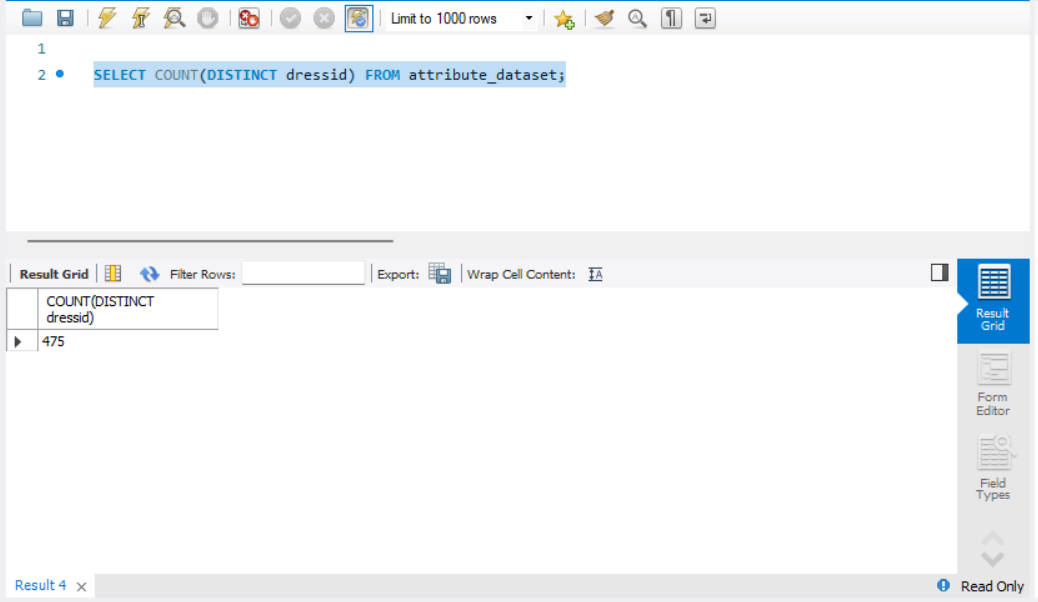 Limit to 1000 rows
1
2 SELECT COUNT(DISTINCT dressid) FROM attribute_dataset;
Result Grid Filter Rows: Export: Wrap Cell Content: IA
COUNT(DISTINCT
dressid)
475
Result
Grid
Form
Editor
Field
Types
Result 4 × Read Only